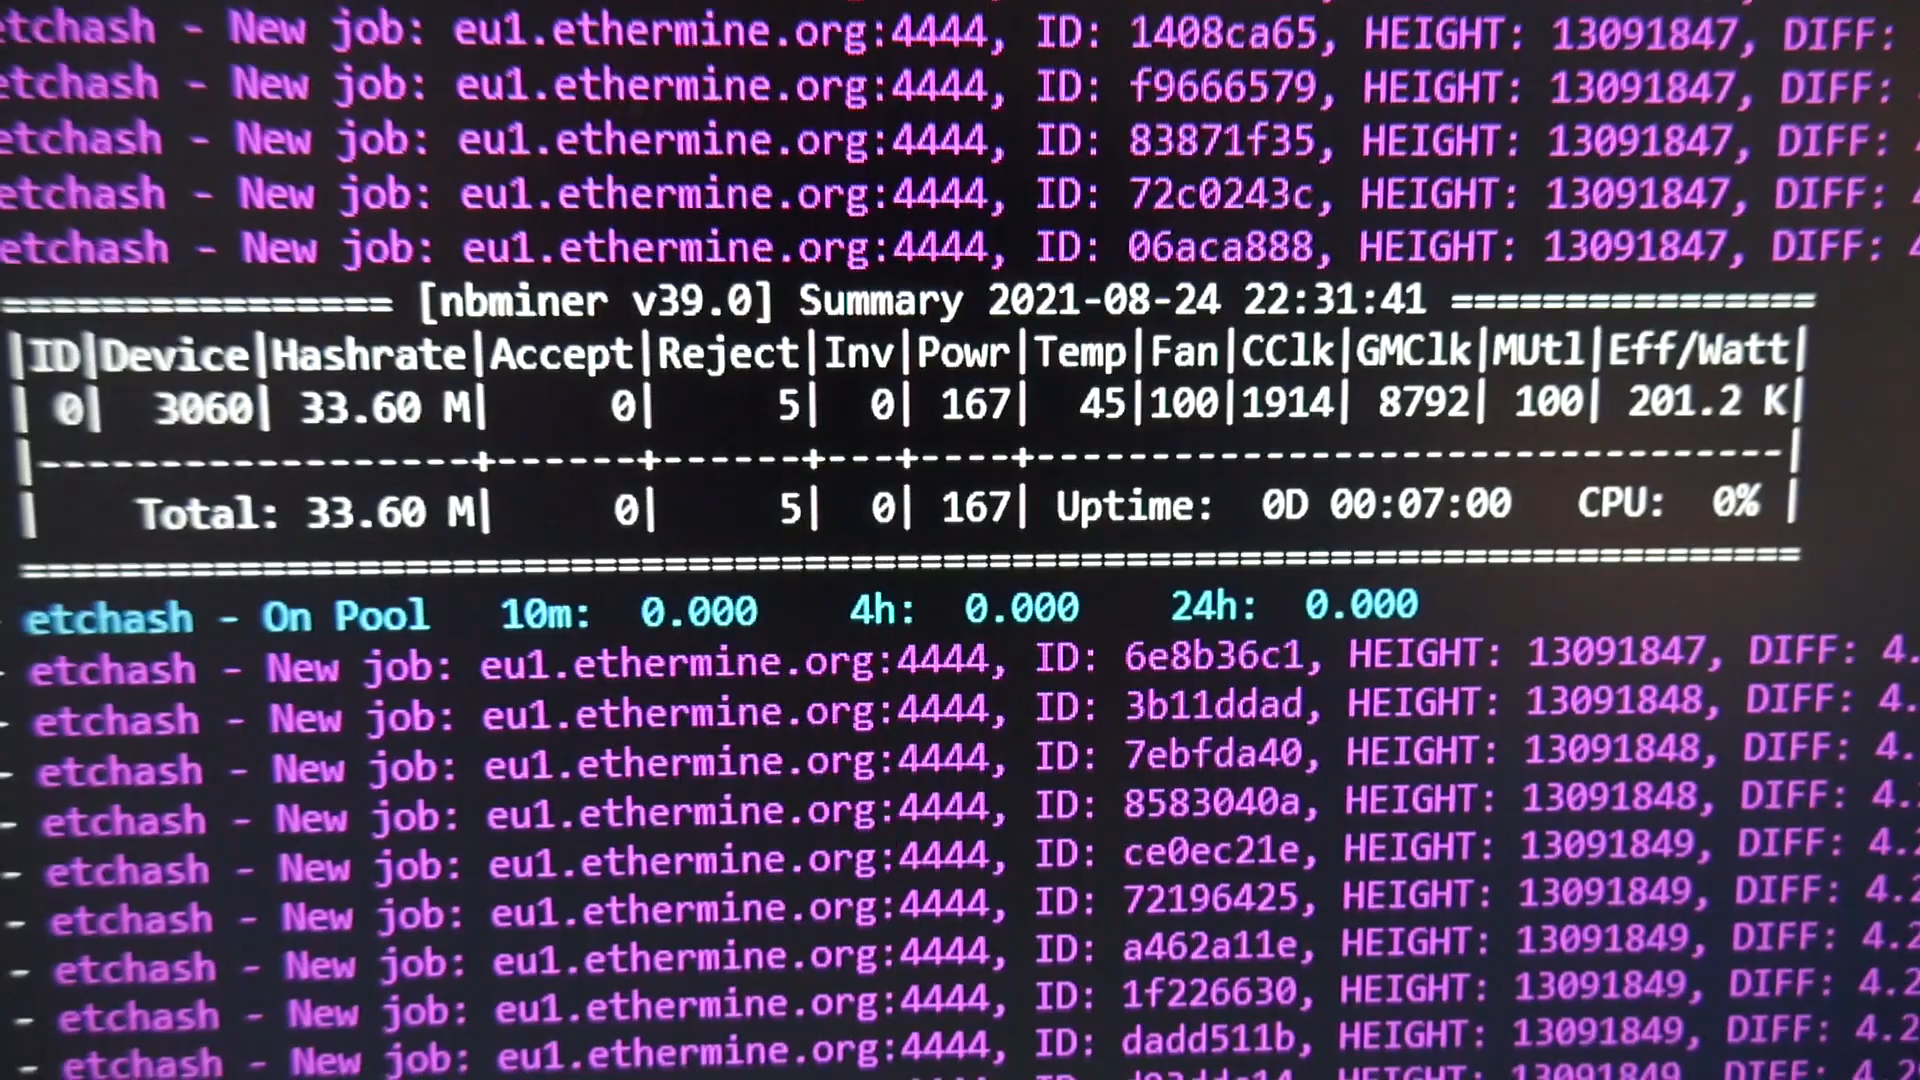 etchash - New job: eu1.ethermine.org:4444, ID: 1408ca65, HEIGHT: 13091847, DIFF:
etchash - New job: eu1.ethermine.org:4444, ID: f9666579, HEIGHT: 13091847, DIFF:
etchash - New job: eu1.ethermine.org:4444, ID: 83871f35, HEIGHT: 13091847, DIFF:
etchash - New job: eu1.ethermine.org:4444, ID: 72c0243c, HEIGHT: 13091847, DIFF:
etchash - New job: eu1.ethermine.org:4444, ID: 06aca888, HEIGHT: 13091847, DIFF:
================ [nbminer v39.0] Summary 2021-08-24 22:31:41 ================
|ID|Device|Hashrate|Accept|Reject|Inv|Powr|Temp|Fan|CClk|GMClk|MUtl|Eff/Watt|
| 0|  3060| 33.60 M|     0|     5|  0| 167|  45|100|1914| 8792| 100| 201.2 K|
|------------------+------+------+---+----+---------------------------------|
|    Total: 33.60 M|     0|     5|  0| 167| Uptime:  0D 00:07:00   CPU:  0% |
=============================================================================
etchash - On Pool   10m:  0.000   4h:  0.000   24h:  0.000
- etchash - New job: eu1.ethermine.org:4444, ID: 6e8b36c1, HEIGHT: 13091847, DIFF: 4.
- etchash - New job: eu1.ethermine.org:4444, ID: 3b11ddad, HEIGHT: 13091848, DIFF: 4.
- etchash - New job: eu1.ethermine.org:4444, ID: 7ebfda40, HEIGHT: 13091848, DIFF: 4.
- etchash - New job: eu1.ethermine.org:4444, ID: 8583040a, HEIGHT: 13091848, DIFF: 4.
- etchash - New job: eu1.ethermine.org:4444, ID: ce0ec21e, HEIGHT: 13091849, DIFF: 4.2
- etchash - New job: eu1.ethermine.org:4444, ID: 72196425, HEIGHT: 13091849, DIFF: 4.2
- etchash - New job: eu1.ethermine.org:4444, ID: a462a11e, HEIGHT: 13091849, DIFF: 4.2
- etchash - New job: eu1.ethermine.org:4444, ID: 1f226630, HEIGHT: 13091849, DIFF: 4.2
- etchash - New job: eu1.ethermine.org:4444, ID: dadd511b, HEIGHT: 13091849, DIFF: 4.2
- etchash - New job: eu1.ethermine.org:4444, ID: HEIGHT: 13091849, DIFF: 4.2